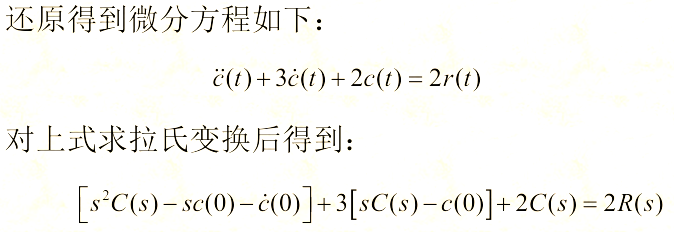 还原得到微分方程如下：
c̈(t) + 3ċ(t) + 2c(t) = 2r(t)
对上式求拉氏变换后得到：
[s²C(s) − sc(0) − ċ(0)] + 3[sC(s) − c(0)] + 2C(s) = 2R(s)